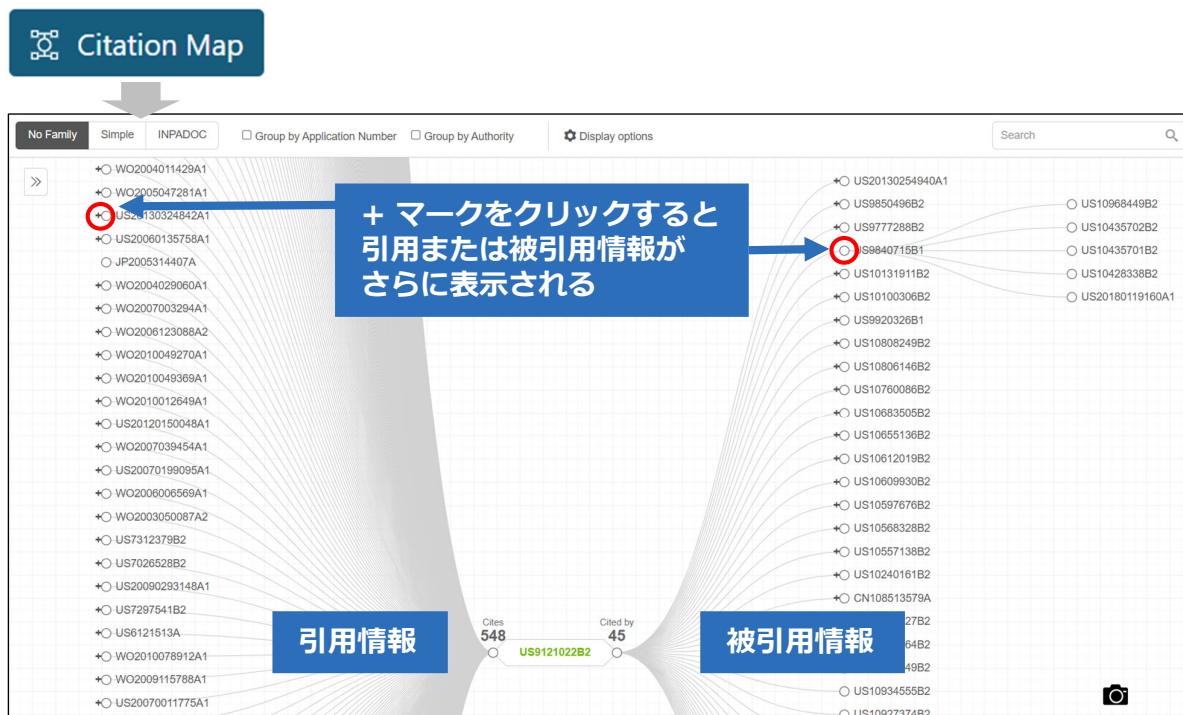 Citation Map
No Family
Simple
INPADOC
Group by Application Number
Group by Authority
Display options
Search
WO2004011429A1
WO2005047281A1
US20130324842A1
US20060135758A1
JP2005314407A
WO2004029060A1
WO2007003294A1
WO2006123088A2
WO2010049270A1
WO2010049369A1
WO2010012649A1
US20120150048A1
WO2007039454A1
US20070199095A1
WO2006006569A1
WO2003050087A2
US7312379B2
US7026528B2
US20090293148A1
US7297541B2
US6121513A
WO2010078912A1
WO2009115788A1
US20070011775A1
+ マークをクリックすると
引用または被引用情報が
さらに表示される
引用情報
Cites
548
US9121022B2
Cited by
45
被引用情報
US20130254940A1
US9850496B2
US9777288B2
US9840715B1
US10131911B2
US10100306B2
US9920326B1
US10808249B2
US10806146B2
US10760086B2
US10683505B2
US10655136B2
US10612019B2
US10609930B2
US10597676B2
US10568328B2
US10557138B2
US10240161B2
CN108513579A
27B2
64B2
49B2
US10934555B2
US10927374B2
US10968449B2
US10435702B2
US10435701B2
US10428338B2
US20180119160A1